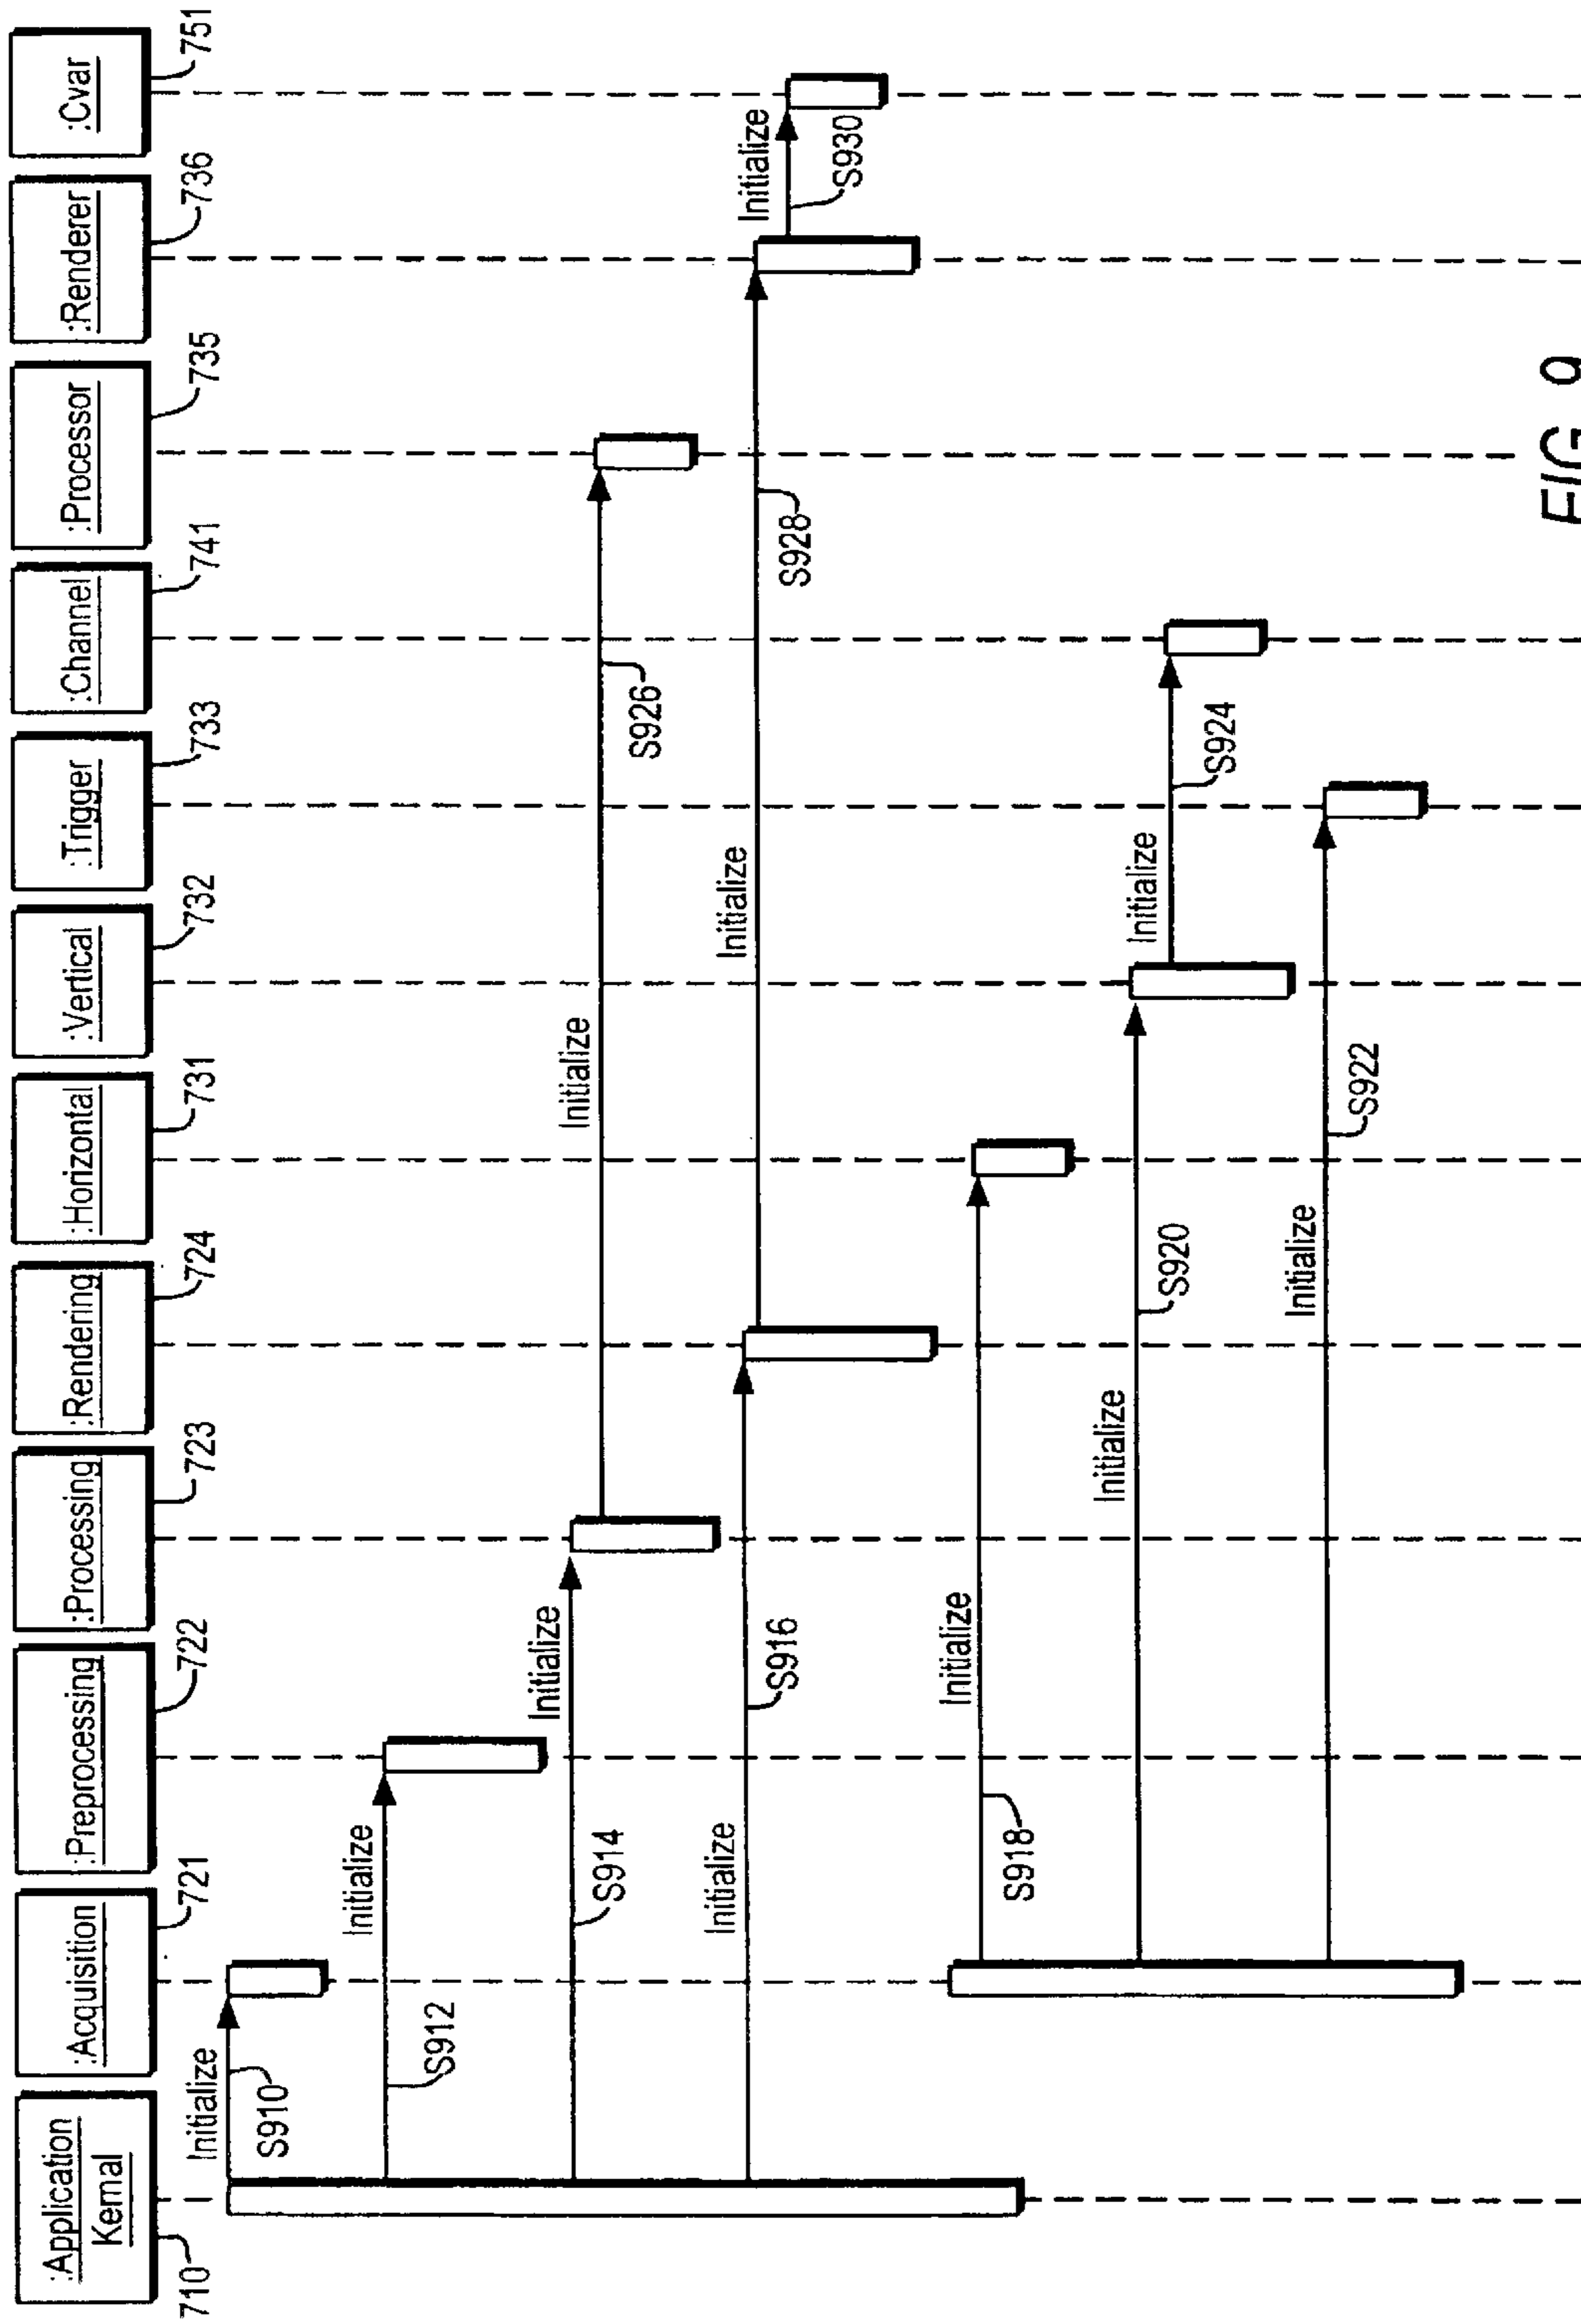 :Application
Kernal
:Acquisition
:Preprocessing
:Processing
:Rendering
:Horizontal
:Vertical
:Trigger
:Channel
:Processor
:Renderer
:Cvar
710
721
722
723
724
731
732
733
741
735
736
751
Initialize
S910
Initialize
S912
Initialize
S914
Initialize
S926
Initialize
S916
Initialize
S928
Initialize
S930
Initialize
S918
Initialize
S920
Initialize
S924
Initialize
S922
FIG. 9